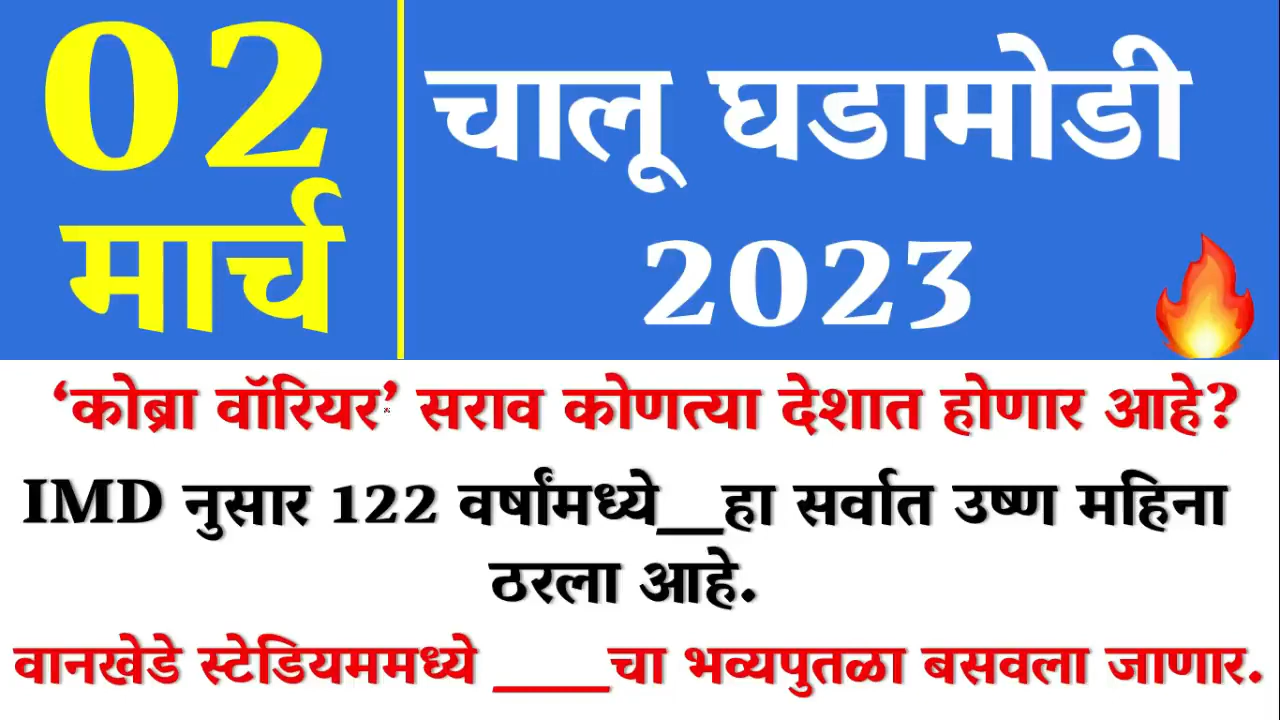 02
मार्च
चालू घडामोडी
2023
‘कोब्रा वॉरियर’ सराव कोणत्या देशात होणार आहे?
IMD नुसार 122 वर्षांमध्ये__हा सर्वात उष्ण महिना
ठरला आहे.
वानखेडे स्टेडियममध्ये ____चा भव्यपुतळा बसवला जाणार.